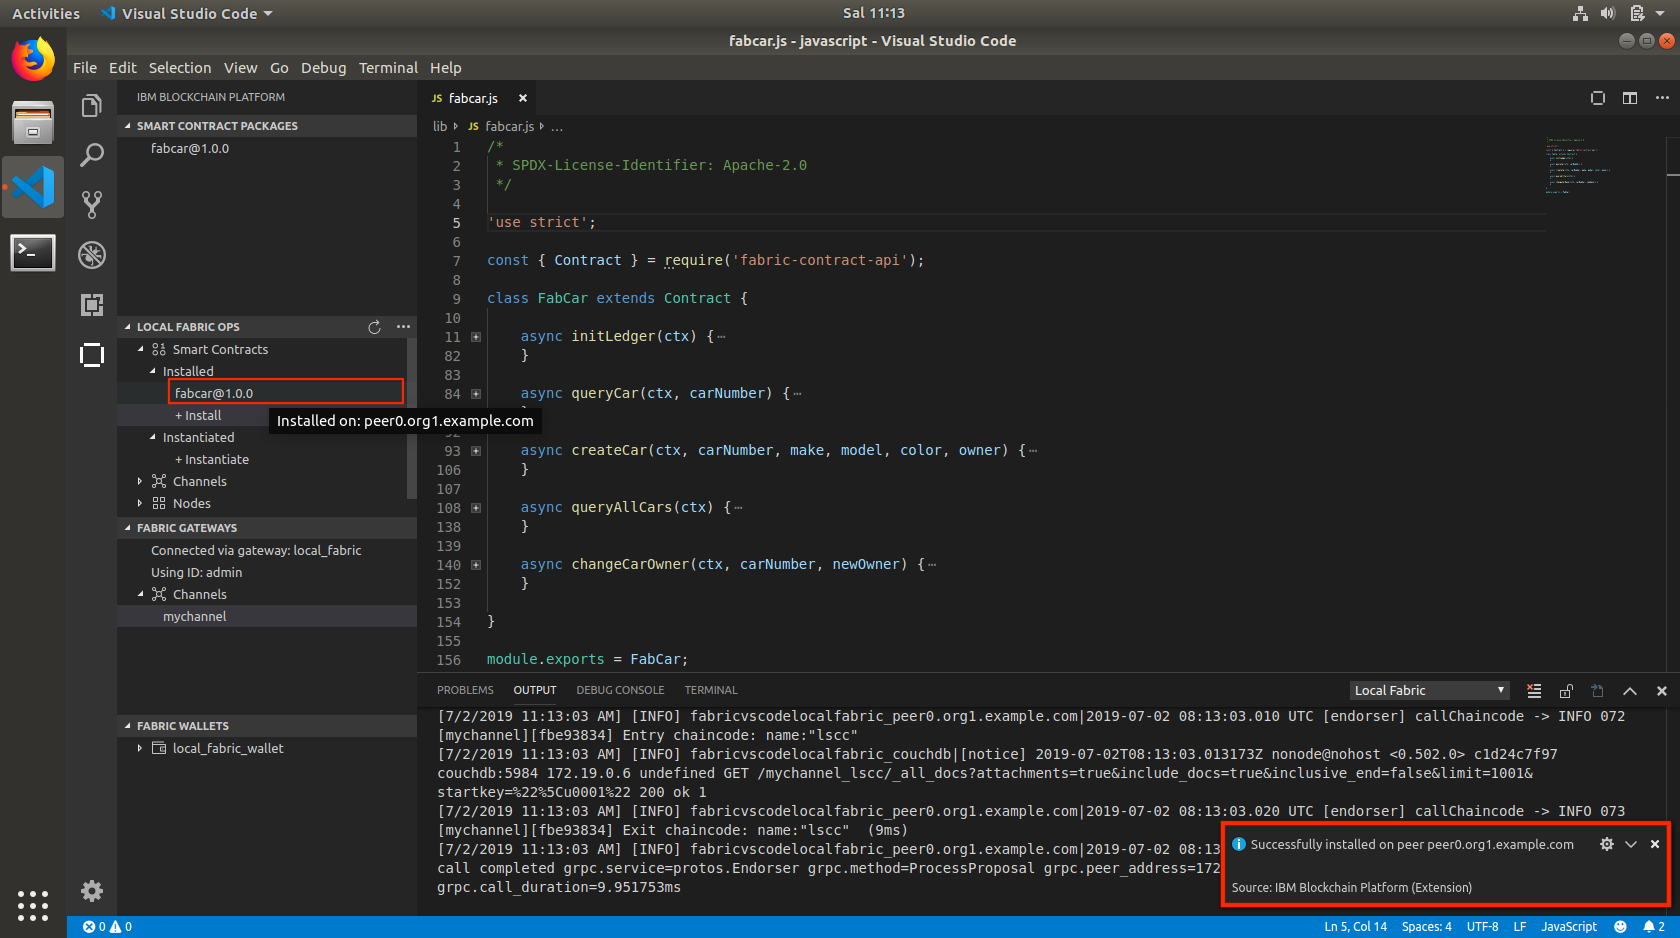 Activities
Visual Studio Code
Sal 11:13
fabcar.js - javascript - Visual Studio Code
File Edit Selection View Go Debug Terminal Help
IBM BLOCKCHAIN PLATFORM
SMART CONTRACT PACKAGES
fabcar@1.0.0
LOCAL FABRIC OPS
Smart Contracts
Installed
fabcar@1.0.0
+ Install
Installed on: peer0.org1.example.com
Instantiated
+ Instantiate
Channels
Nodes
FABRIC GATEWAYS
Connected via gateway: local_fabric
Using ID: admin
Channels
mychannel
FABRIC WALLETS
local_fabric_wallet
JS fabcar.js
lib JS fabcar.js ...
1 /*
2 * SPDX-License-Identifier: Apache-2.0
3 */
4
5 'use strict';
6
7 const { Contract } = require('fabric-contract-api');
8
9 class FabCar extends Contract {
10
11 async initLedger(ctx) {…
82 }
83
84 async queryCar(ctx, carNumber) {…
92
93 async createCar(ctx, carNumber, make, model, color, owner) {…
106 }
107
108 async queryAllCars(ctx) {…
138 }
139
140 async changeCarOwner(ctx, carNumber, newOwner) {…
152 }
153
154 }
155
156 module.exports = FabCar;
PROBLEMS OUTPUT DEBUG CONSOLE TERMINAL
Local Fabric
[7/2/2019 11:13:03 AM] [INFO] fabricvscodelocalfabric_peer0.org1.example.com|2019-07-02 08:13:03.010 UTC [endorser] callChaincode -> INFO 072
[mychannel][fbe93834] Entry chaincode: name:"lscc"
[7/2/2019 11:13:03 AM] [INFO] fabricvscodelocalfabric_couchdb|[notice] 2019-07-02T08:13:03.013173Z nonode@nohost <0.502.0> c1d24c7f97
couchdb:5984 172.19.0.6 undefined GET /mychannel_lscc/_all_docs?attachments=true&include_docs=true&inclusive_end=false&limit=1001&
startkey=%22%5Cu0001%22 200 ok 1
[7/2/2019 11:13:03 AM] [INFO] fabricvscodelocalfabric_peer0.org1.example.com|2019-07-02 08:13:03.020 UTC [endorser] callChaincode -> INFO 073
[mychannel][fbe93834] Exit chaincode: name:"lscc" (9ms)
[7/2/2019 11:13:03 AM] [INFO] fabricvscodelocalfabric_peer0.org1.example.com|2019-07-02 08:13
call completed grpc.service=protos.Endorser grpc.method=ProcessProposal grpc.peer_address=172
grpc.call_duration=9.951753ms
Successfully installed on peer peer0.org1.example.com
Source: IBM Blockchain Platform (Extension)
0 0
Ln 5, Col 14 Spaces: 4 UTF-8 LF JavaScript 2